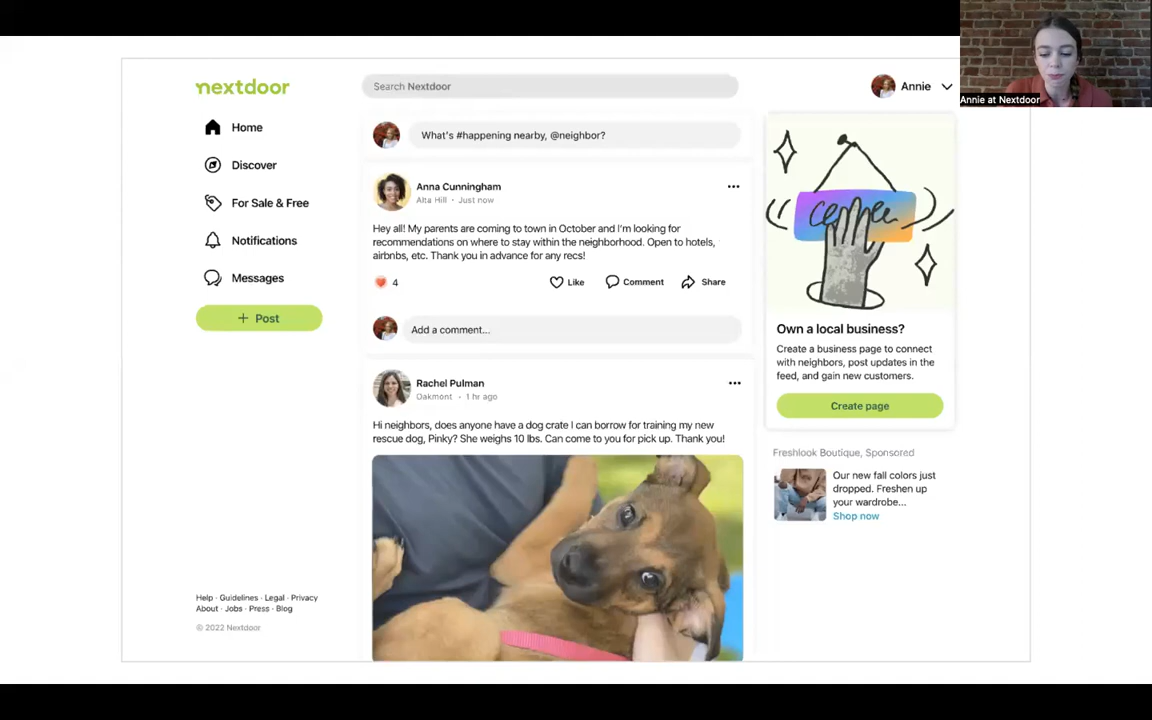 nextdoor
Search Nextdoor
Annie
Annie at Nextdoor
Home
Discover
For Sale & Free
Notifications
Messages
+ Post
What's #happening nearby, @neighbor?
Anna Cunningham
Alta Hill · Just now
Hey all! My parents are coming to town in October and I'm looking for
recommendations on where to stay within the neighborhood. Open to hotels,
airbnbs, etc. Thank you in advance for any recs!
4
Like
Comment
Share
Add a comment...
Rachel Pulman
Oakmont · 1 hr ago
Hi neighbors, does anyone have a dog crate I can borrow for training my new
rescue dog, Pinky? She weighs 10 lbs. Can come to you for pick up. Thank you!
Own a local business?
Create a business page to connect
with neighbors, post updates in the
feed, and gain new customers.
Create page
Freshlook Boutique, Sponsored
Our new fall colors just
dropped. Freshen up
your wardrobe...
Shop now
Help · Guidelines · Legal · Privacy
About · Jobs · Press · Blog
© 2022 Nextdoor